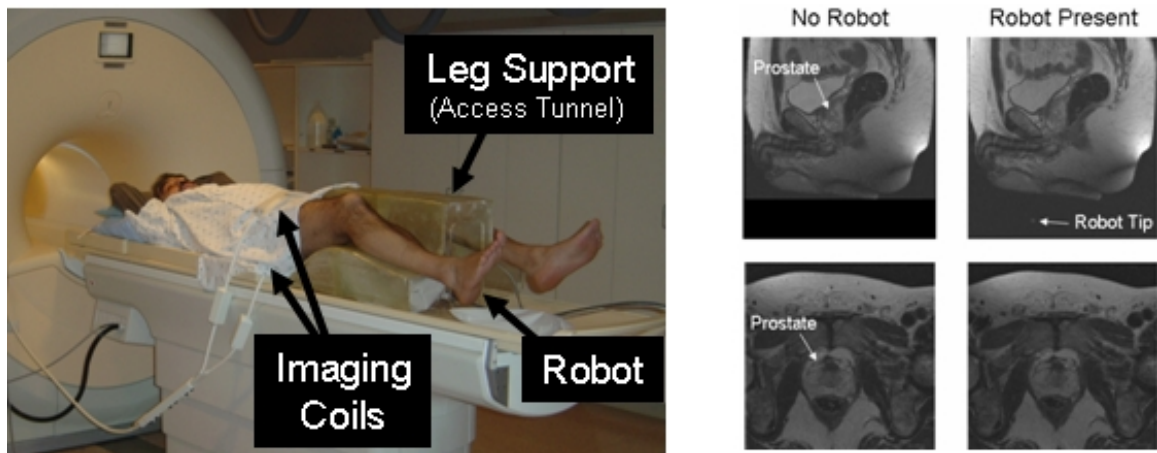 Leg Support
(Access Tunnel)
Imaging
Coils
Robot
No Robot
Robot Present
Prostate
Robot Tip
Prostate